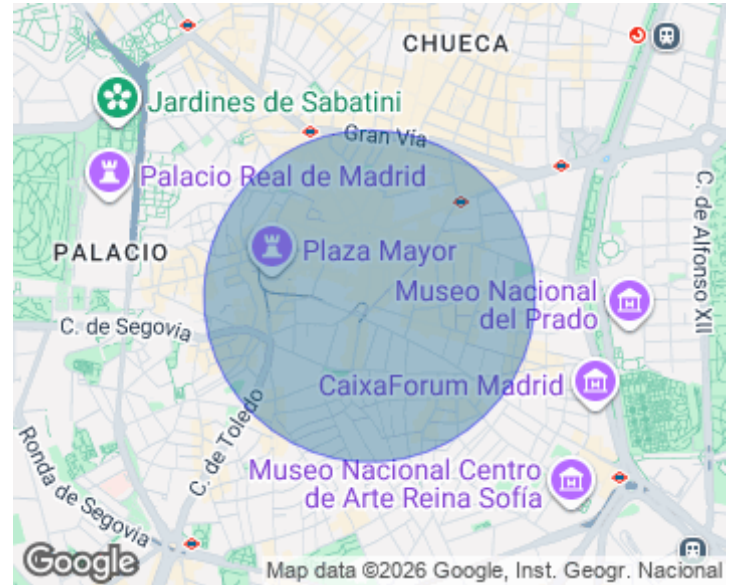 CHUECA
Jardines de Sabatini
Gran Vía
Palacio Real de Madrid
C. de Alfonso XII
PALACIO
Plaza Mayor
Museo Nacional
del Prado
C. de Segovia
CaixaForum Madrid
C. de Toledo
Ronda de Segovia
Museo Nacional Centro
de Arte Reina Sofía
Google
Map data ©2026 Google, Inst. Geogr. Nacional